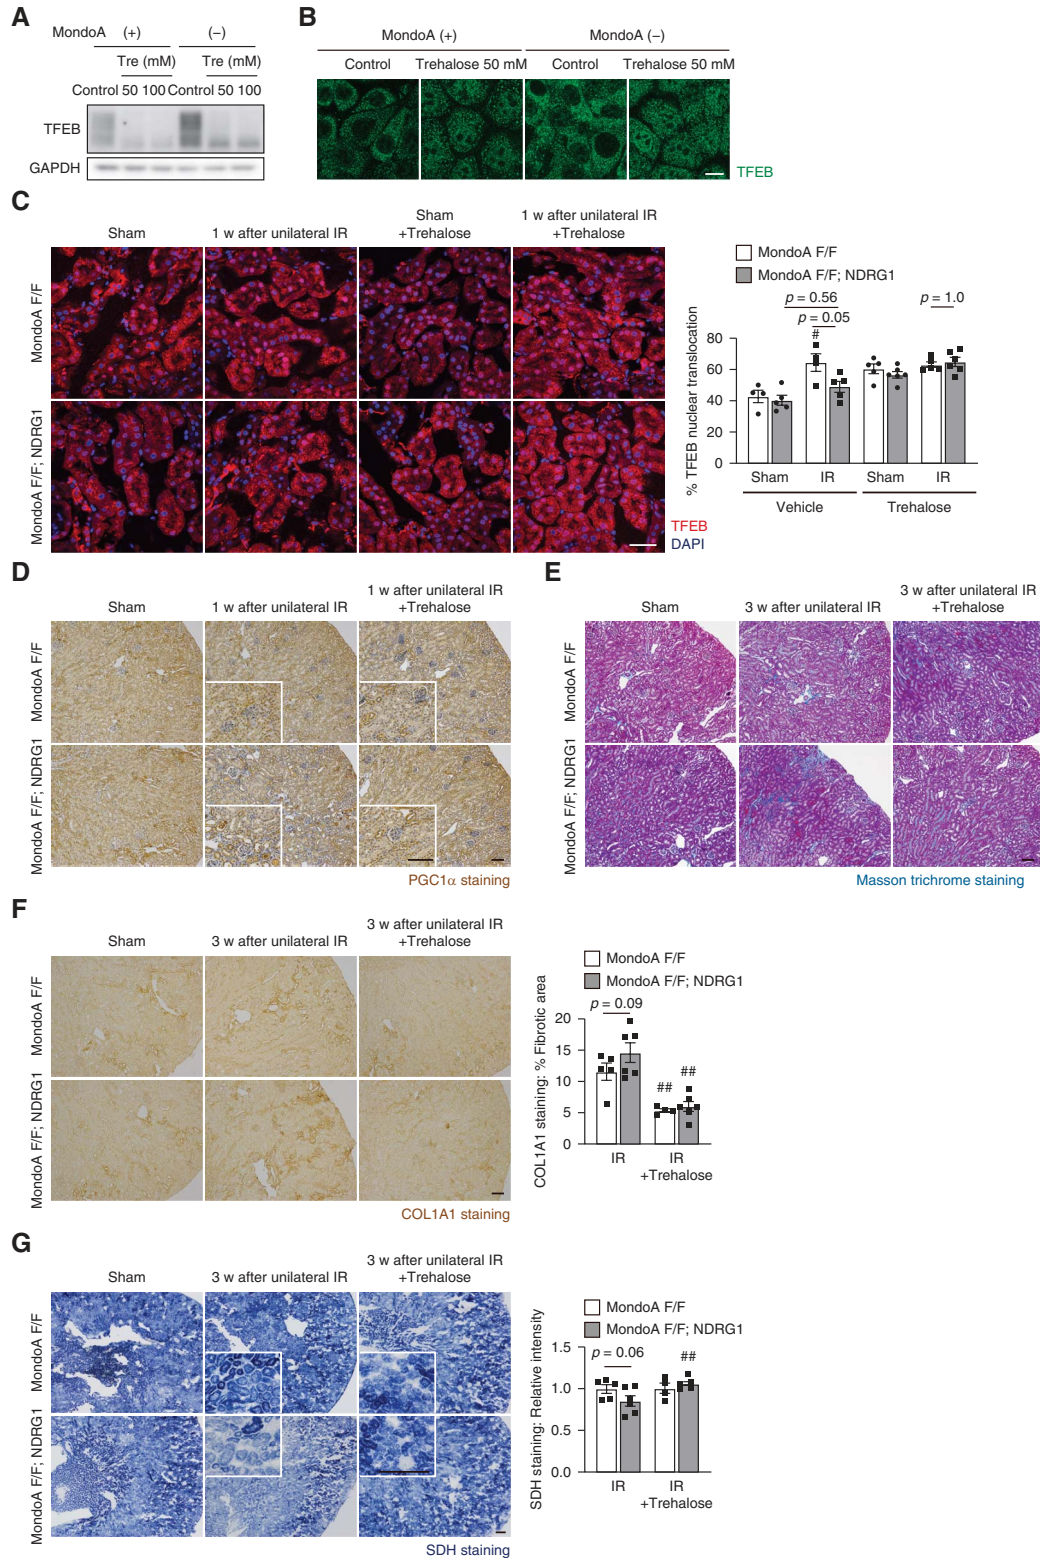 A
MondoA (+) (−)
Tre (mM) Tre (mM)
Control 50 100 Control 50 100
TFEB
GAPDH
B
MondoA (+) MondoA (−)
Control Trehalose 50 mM Control Trehalose 50 mM
TFEB
C
Sham 1 w after unilateral IR Sham +Trehalose 1 w after unilateral IR +Trehalose
MondoA F/F
MondoA F/F; NDRG1
TFEB
DAPI
MondoA F/F
MondoA F/F; NDRG1
p = 0.56
p = 1.0
p = 0.05
#
% TFEB nuclear translocation
80
60
40
20
0
Sham IR Sham IR
Vehicle Trehalose
D
Sham 1 w after unilateral IR 1 w after unilateral IR +Trehalose
MondoA F/F
MondoA F/F; NDRG1
PGC1α staining
E
Sham 3 w after unilateral IR 3 w after unilateral IR +Trehalose
MondoA F/F
MondoA F/F; NDRG1
Masson trichrome staining
F
Sham 3 w after unilateral IR 3 w after unilateral IR +Trehalose
MondoA F/F
MondoA F/F; NDRG1
COL1A1 staining
MondoA F/F
MondoA F/F; NDRG1
p = 0.09
## ##
COL1A1 staining: % Fibrotic area
20
15
10
5
0
IR IR
+Trehalose
G
Sham 3 w after unilateral IR 3 w after unilateral IR +Trehalose
MondoA F/F
MondoA F/F; NDRG1
SDH staining
MondoA F/F
MondoA F/F; NDRG1
p = 0.06
##
SDH staining: Relative intensity
1.5
1.0
0.5
0.0
IR IR
+Trehalose